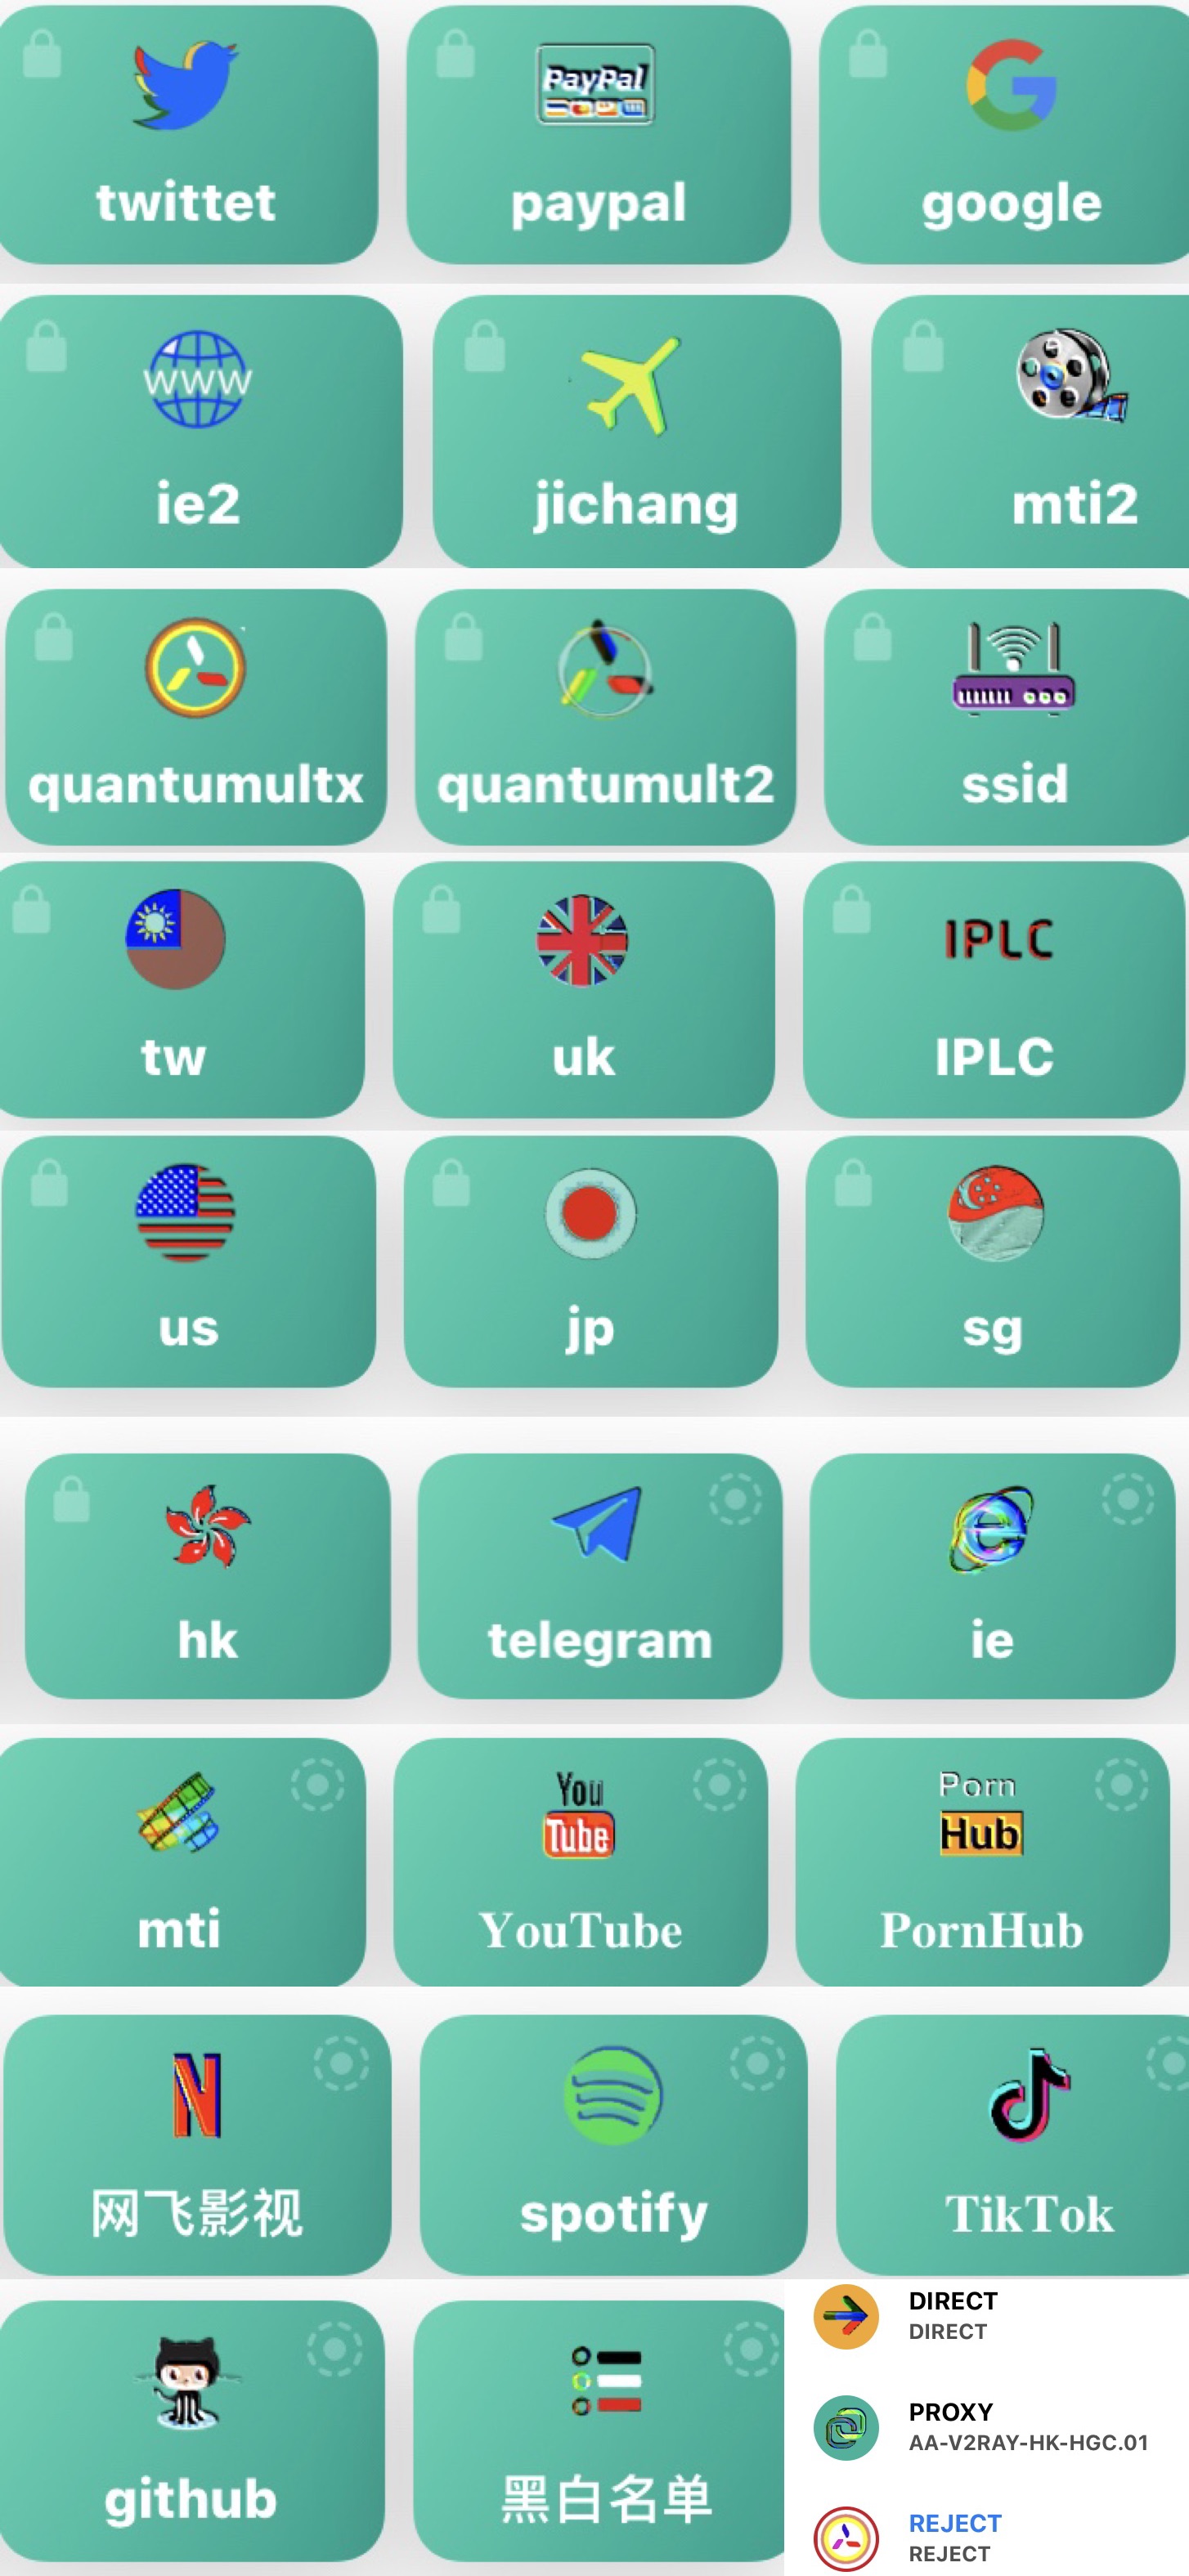 PayPal
twittet paypal google
WWW
ie2 jichang mti2
quantumultx quantumult2 ssid
IPLC
tw uk IPLC
us jp sg
hk telegram ie
You Porn
Tube Hub
mti YouTube PornHub
N
网飞影视 spotify TikTok
github 黑白名单
DIRECT
DIRECT
PROXY
AA-V2RAY-HK-HGC.01
REJECT
REJECT